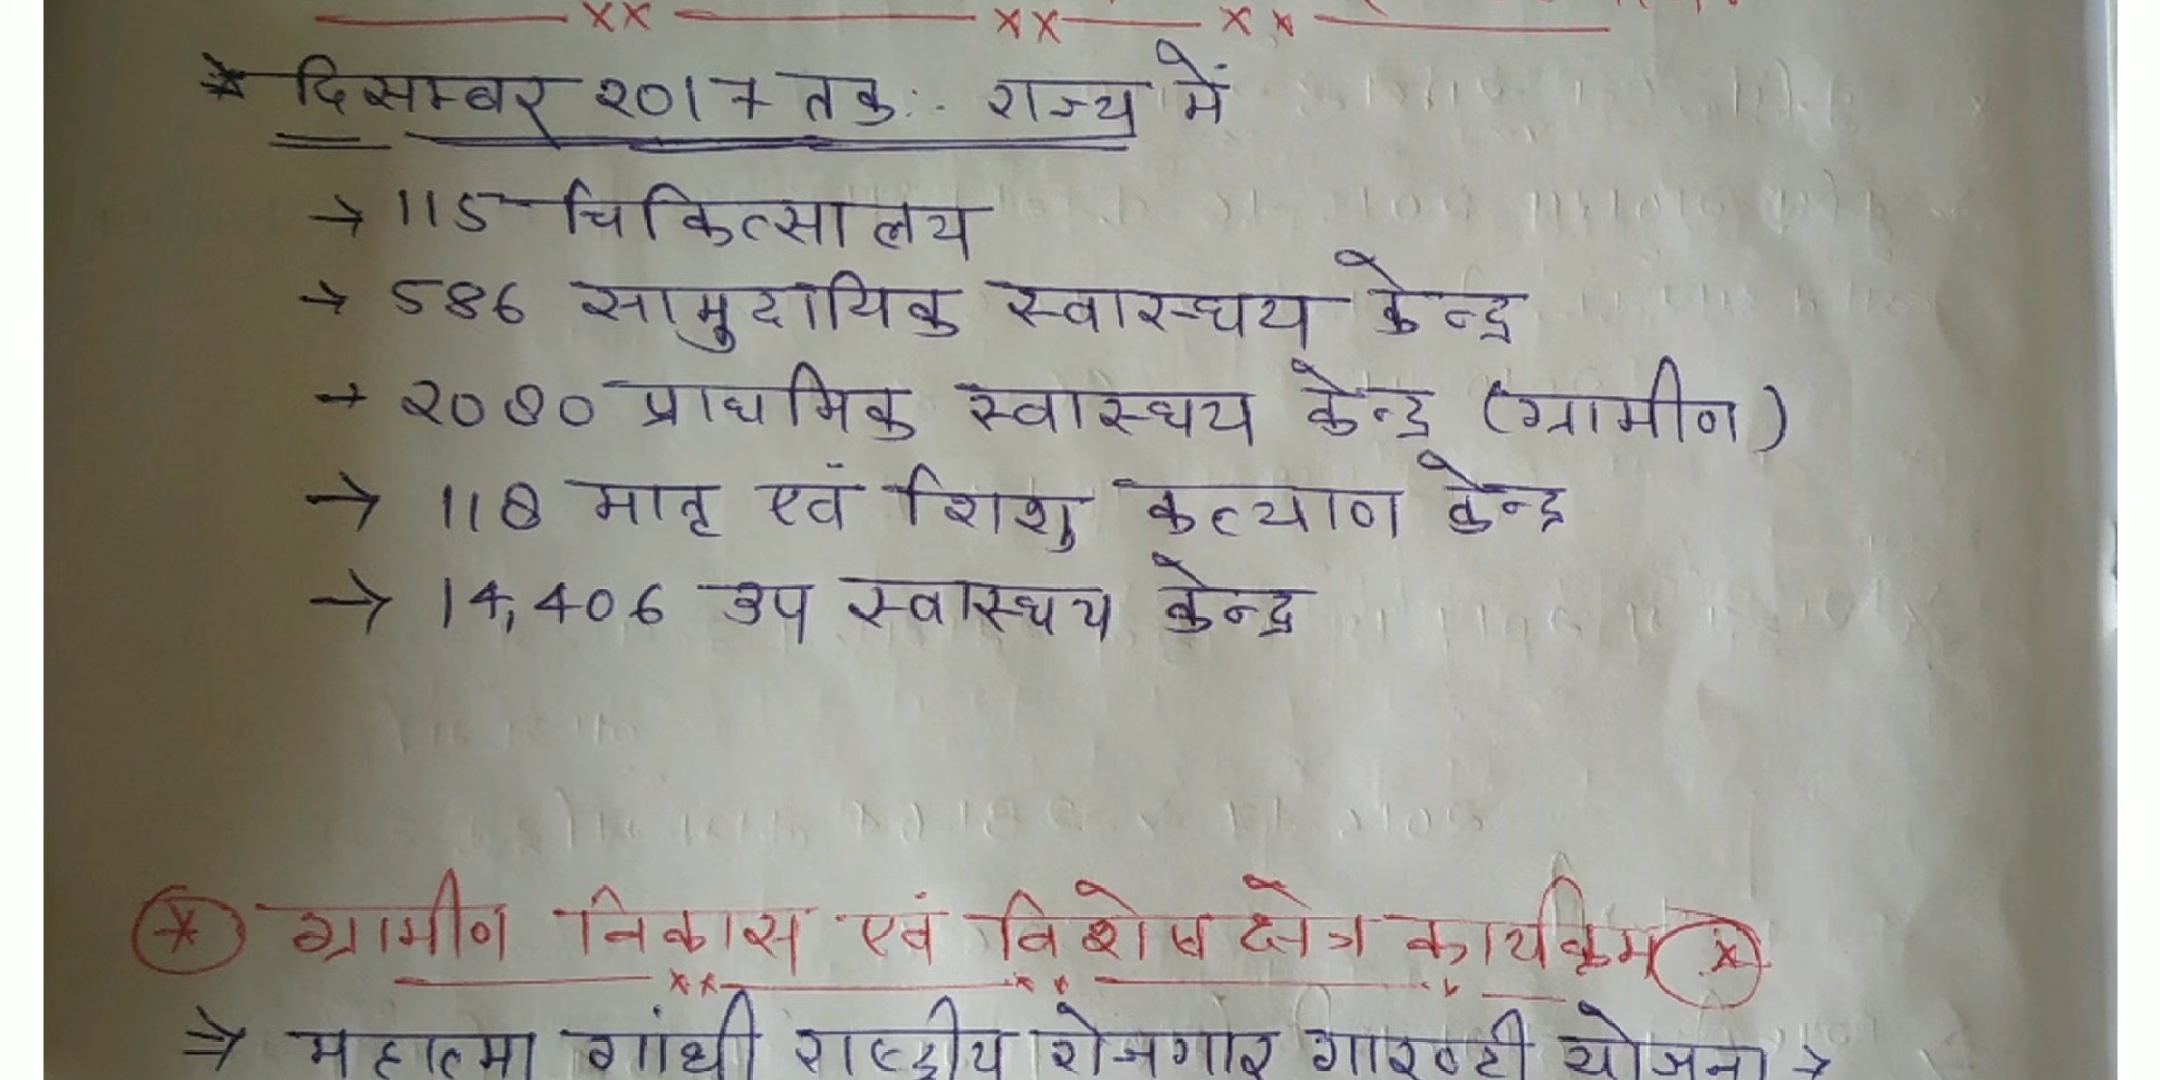 * दिसम्बर 2017 तक :- राज्य में
→ 115 चिकित्सालय
→ 586 सामुदायिक स्वास्थ्य केन्द्र
→ 2080 प्राथमिक स्वास्थ्य केन्द्र (ग्रामीण)
→ 118 मातृ एवं शिशु कल्याण केन्द्र
→ 14,406 उप स्वास्थ्य केन्द्र
* ग्रामीण विकास एवं विशेष क्षेत्र कार्यक्रम *
⇒ महात्मा गांधी राष्ट्रीय रोजगार गारण्टी योजना →